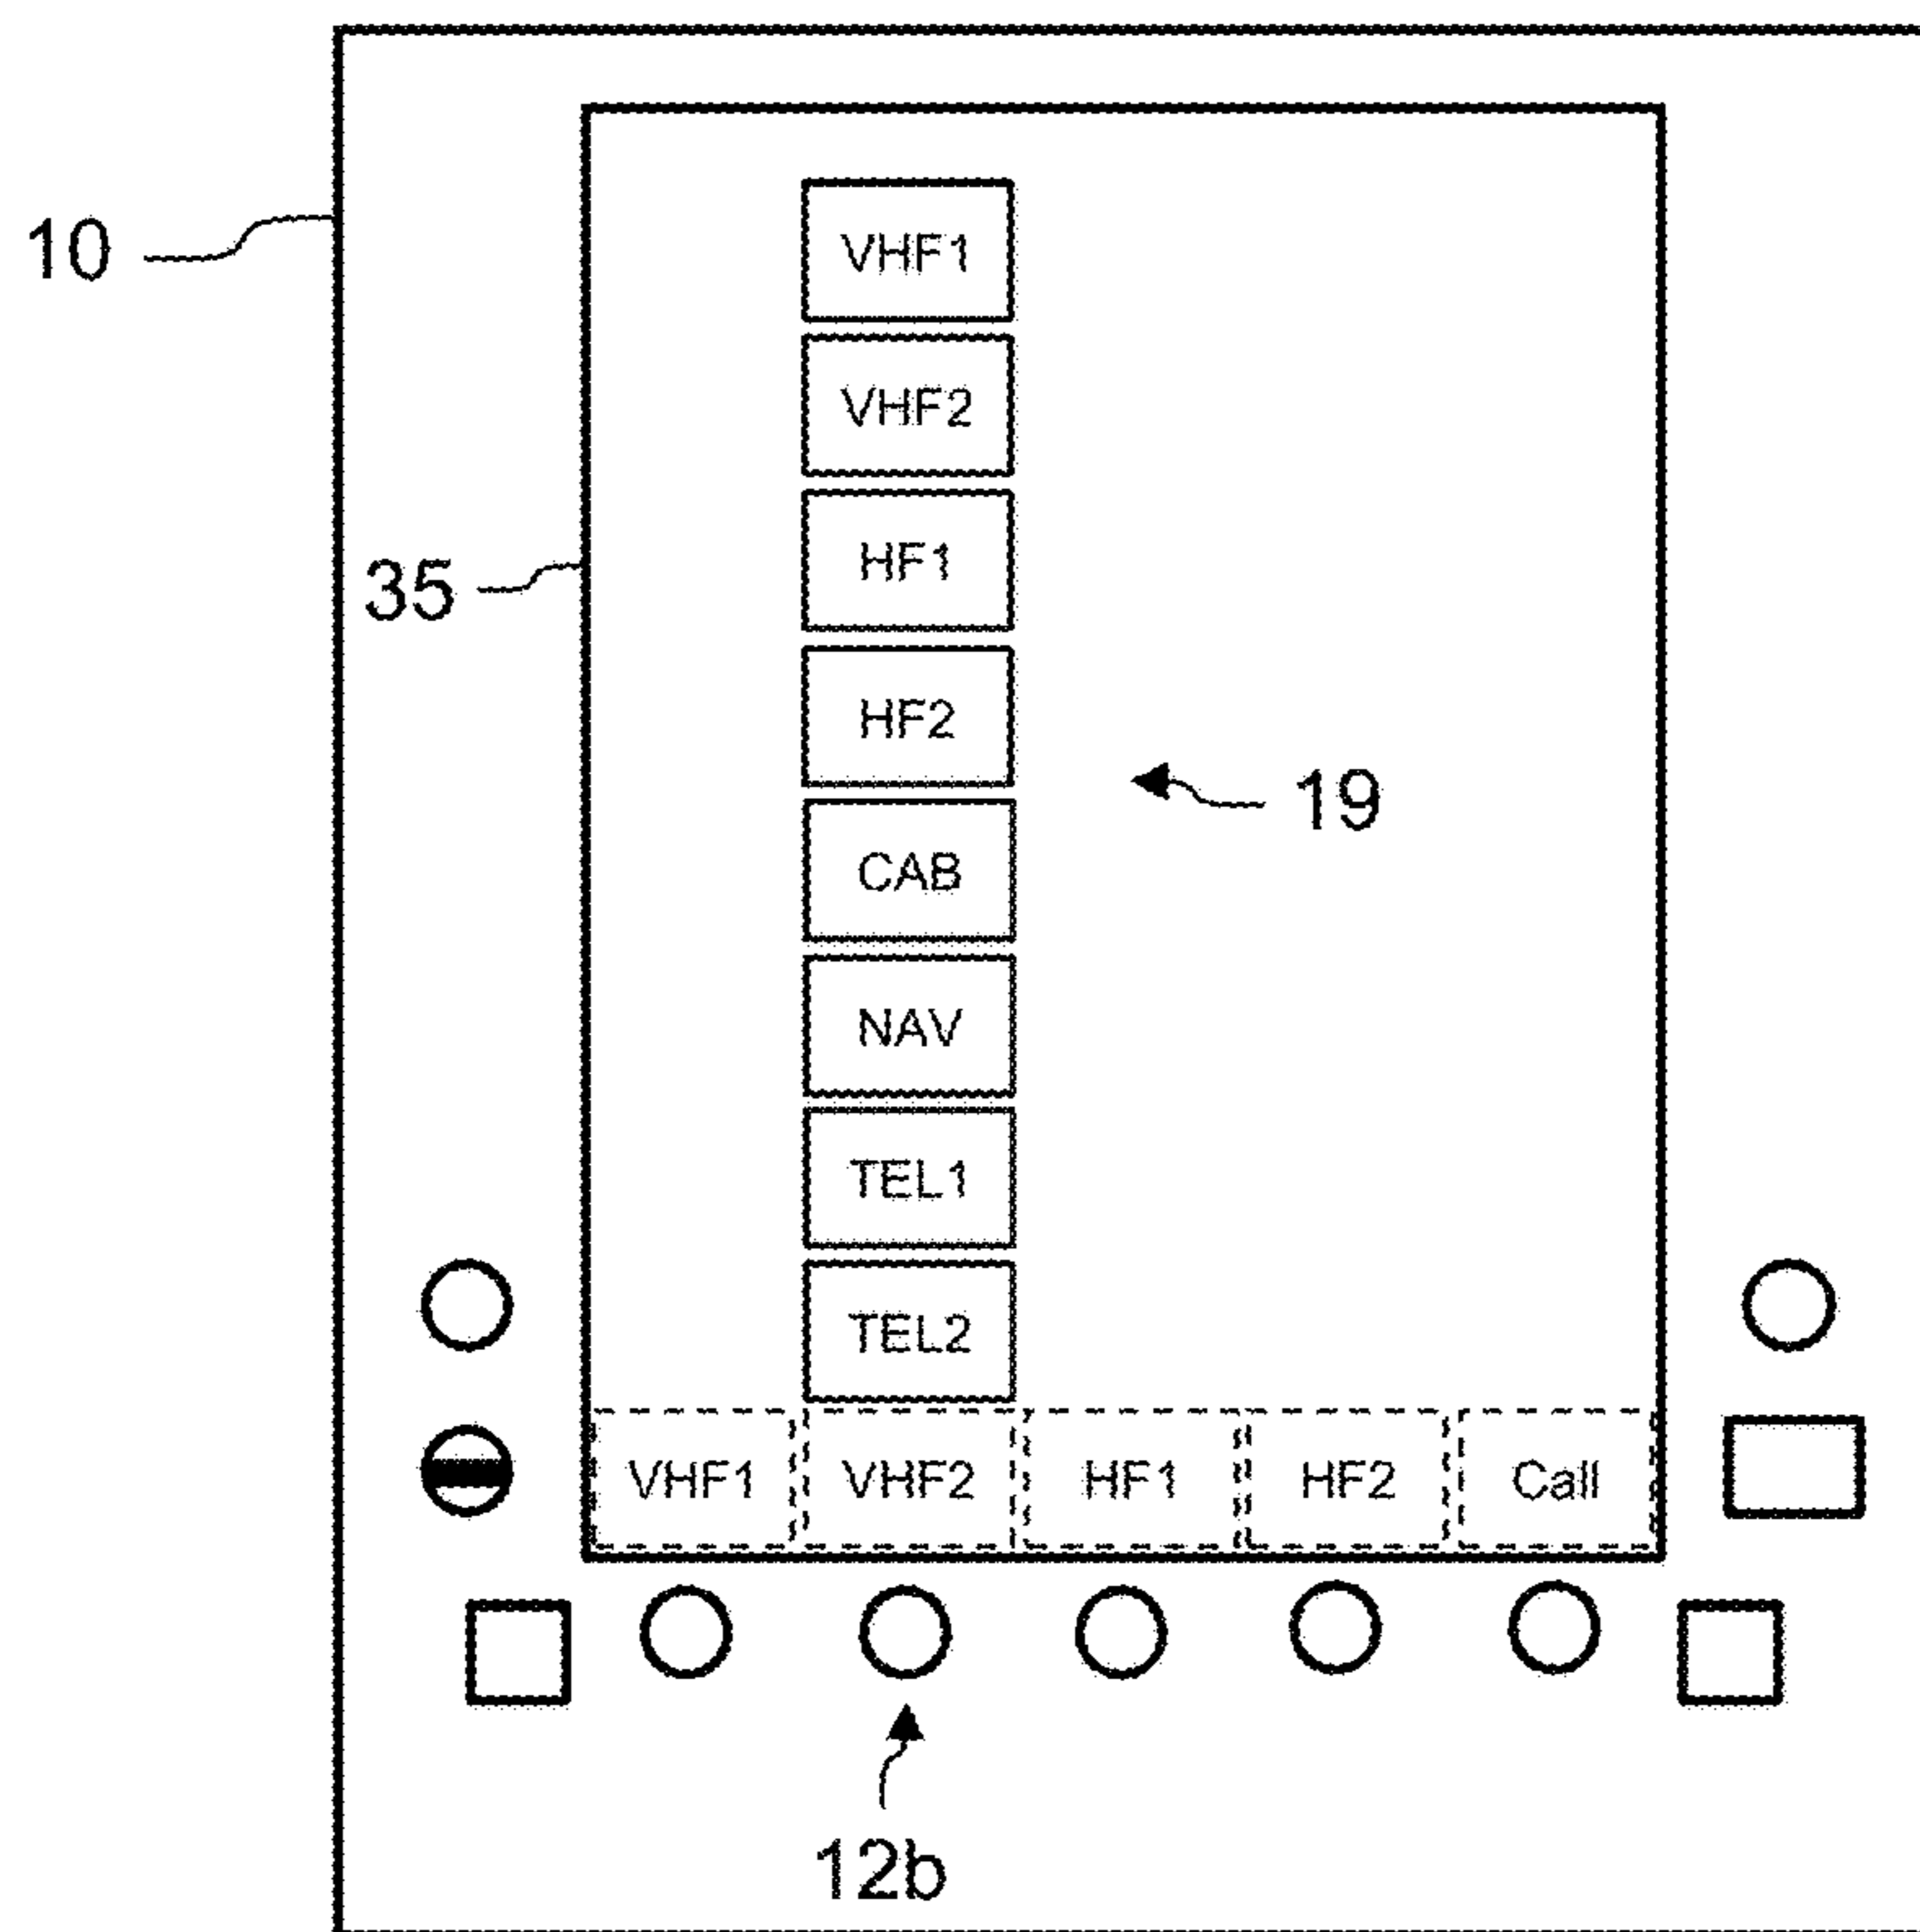 VHF1
10
VHF2
HF1
35
HF2
19
CAB
NAV
TEL1
TEL2
VHF1 VHF2 HF1 HF2 Call
12b